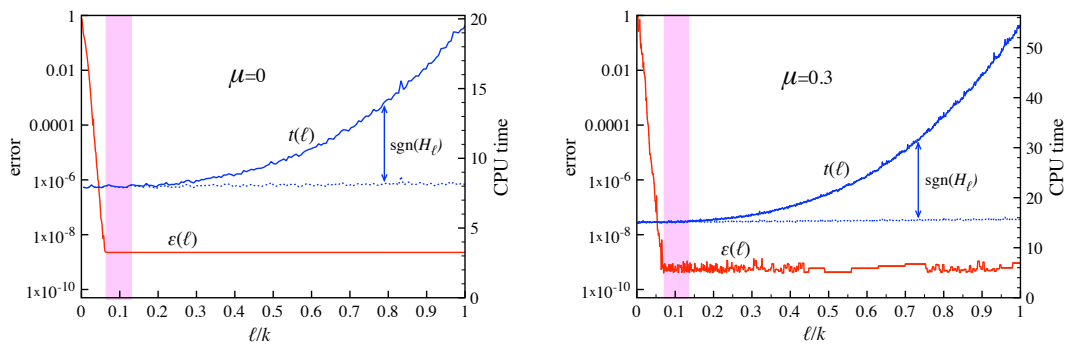 1
0.01
0.0001
1x10⁻⁶
1x10⁻⁸
1x10⁻¹⁰
error
μ=0
t(ℓ)
sgn(H_ℓ)
ε(ℓ)
20
15
10
5
0
CPU time
0 0.1 0.2 0.3 0.4 0.5 0.6 0.7 0.8 0.9 1
ℓ/k
1
0.01
0.0001
1x10⁻⁶
1x10⁻⁸
1x10⁻¹⁰
error
μ=0.3
t(ℓ)
sgn(H_ℓ)
ε(ℓ)
50
40
30
20
10
0
CPU time
0 0.1 0.2 0.3 0.4 0.5 0.6 0.7 0.8 0.9 1
ℓ/k